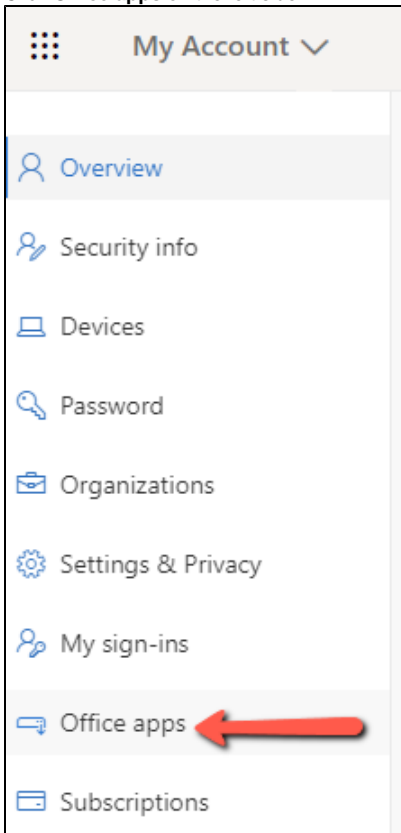 My Account
Overview
Security info
Devices
Password
Organizations
Settings & Privacy
My sign-ins
Office apps
Subscriptions